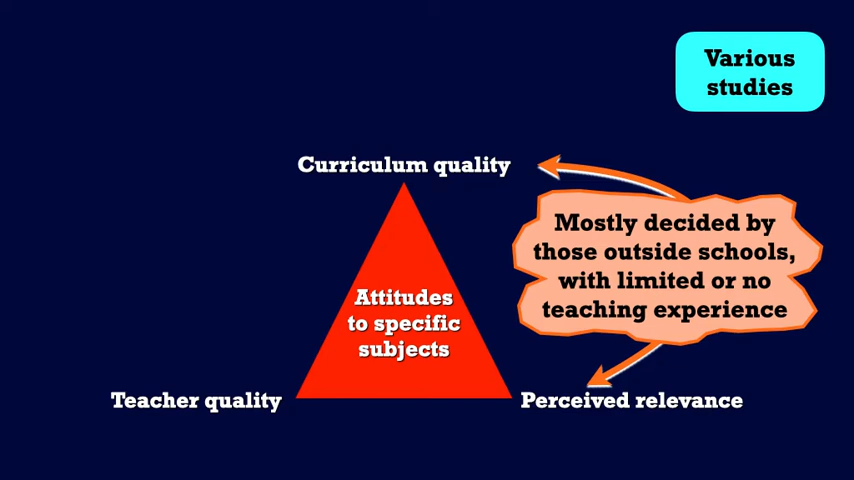 Various
studies
Curriculum quality
Mostly decided by
those outside schools,
with limited or no
teaching experience
Attitudes
to specific
subjects
Teacher quality
Perceived relevance